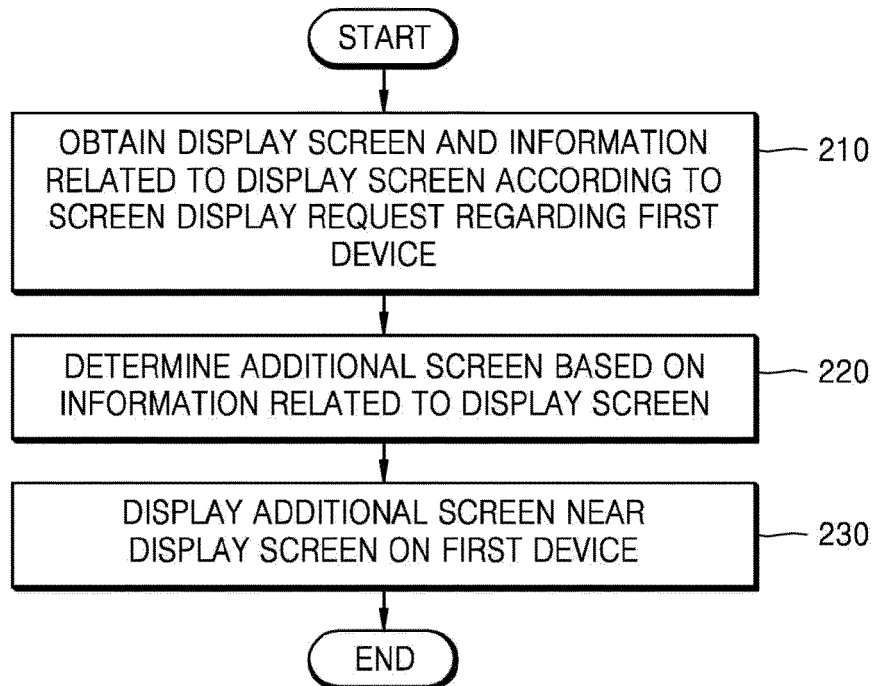 START
OBTAIN DISPLAY SCREEN AND INFORMATION
RELATED TO DISPLAY SCREEN ACCORDING TO
SCREEN DISPLAY REQUEST REGARDING FIRST
DEVICE
210
DETERMINE ADDITIONAL SCREEN BASED ON
INFORMATION RELATED TO DISPLAY SCREEN
220
DISPLAY ADDITIONAL SCREEN NEAR
DISPLAY SCREEN ON FIRST DEVICE
230
END